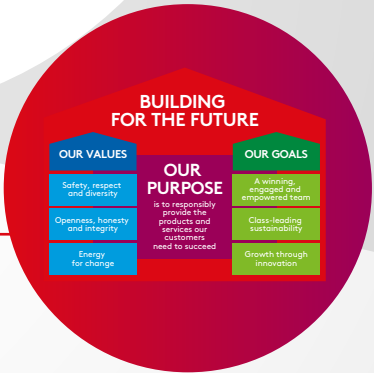 BUILDING
FOR THE FUTURE
OUR VALUES
Safety, respect
and diversity
Openness, honesty
and integrity
Energy
for change
OUR
PURPOSE
is to responsibly
provide the
products and
services our
customers
need to succeed
OUR GOALS
A winning,
engaged and
empowered team
Class-leading
sustainability
Growth through
innovation